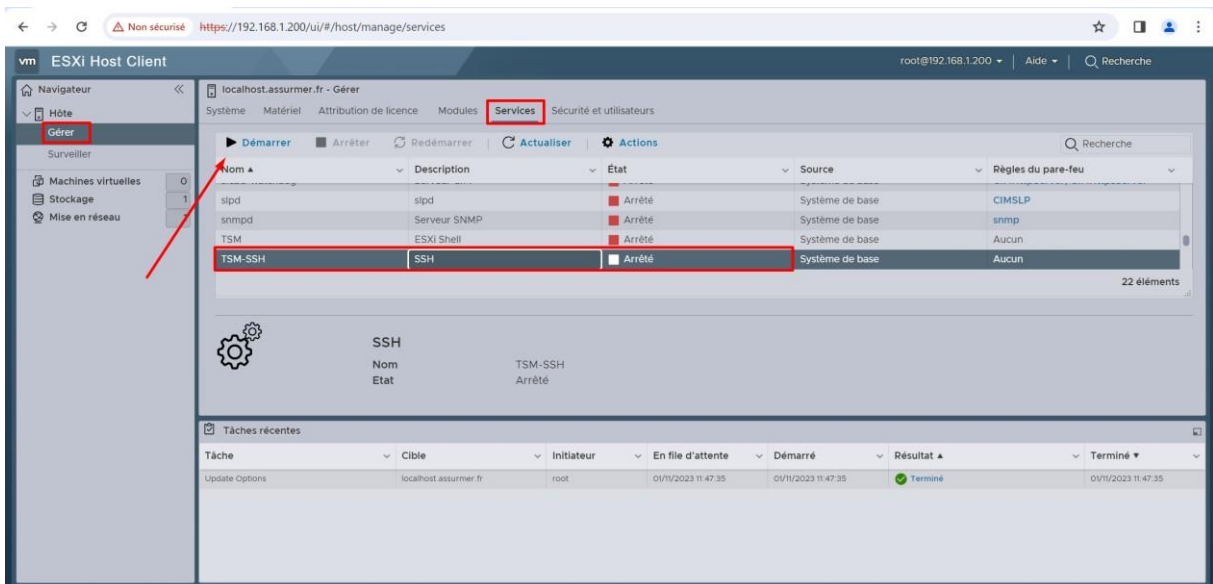 Non sécurisé https://192.168.1.200/ui/#/host/manage/services
vm ESXi Host Client root@192.168.1.200 Aide Recherche
Navigateur
Hôte
Gérer
Surveiller
Machines virtuelles 0
Stockage 1
Mise en réseau
localhost.assurmer.fr - Gérer
Système Matériel Attribution de licence Modules Services Sécurité et utilisateurs
Démarrer Arrêter Redémarrer Actualiser Actions Recherche
Nom Description État Source Règles du pare-feu
slpd slpd Arrêté Système de base CIMSLP
snmpd Serveur SNMP Arrêté Système de base snmp
TSM ESXi Shell Arrêté Système de base Aucun
TSM-SSH SSH Arrêté Système de base Aucun
22 éléments
SSH
Nom TSM-SSH
Etat Arrêté
Tâches récentes
Tâche Cible Initiateur En file d'attente Démarré Résultat Terminé
Update Options localhost.assurmer.fr root 01/11/2023 11:47:35 01/11/2023 11:47:35 Terminé 01/11/2023 11:47:35